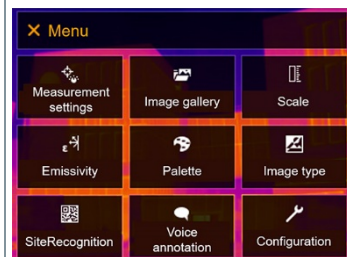 Menu
Measurement
settings
Image gallery
Scale
Emissivity
Palette
Image type
SiteRecognition
Voice
annotation
Configuration